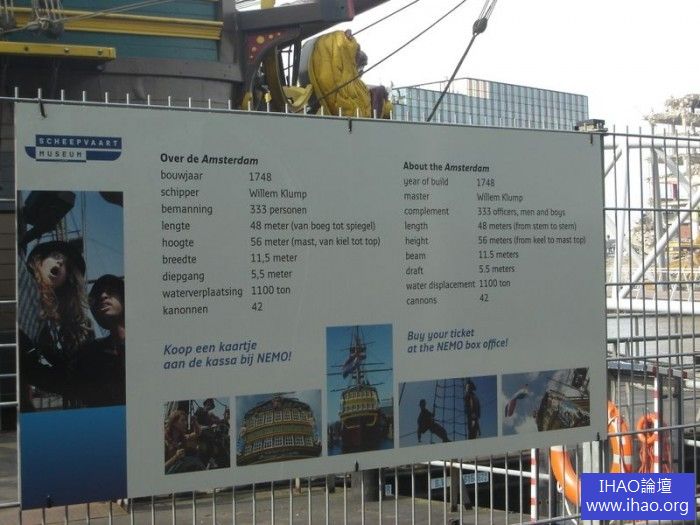 SCHEEPVAART
MUSEUM
Over de Amsterdam
bouwjaar 1748
schipper Willem Klump
bemanning 333 personen
lengte 48 meter (van boeg tot spiegel)
hoogte 56 meter (mast, van kiel tot top)
breedte 11,5 meter
diepgang 5,5 meter
waterverplaatsing 1100 ton
kanonnen 42
Koop een kaartje
aan de kassa bij NEMO!
About the Amsterdam
year of build 1748
master Willem Klump
complement 333 officers, men and boys
length 48 meters (from stem to stern)
height 56 meters (from keel to mast top)
beam 11.5 meters
draft 5.5 meters
water displacement 1100 ton
cannons 42
Buy your ticket
at the NEMO box office!
IHAO論壇
www.ihao.org